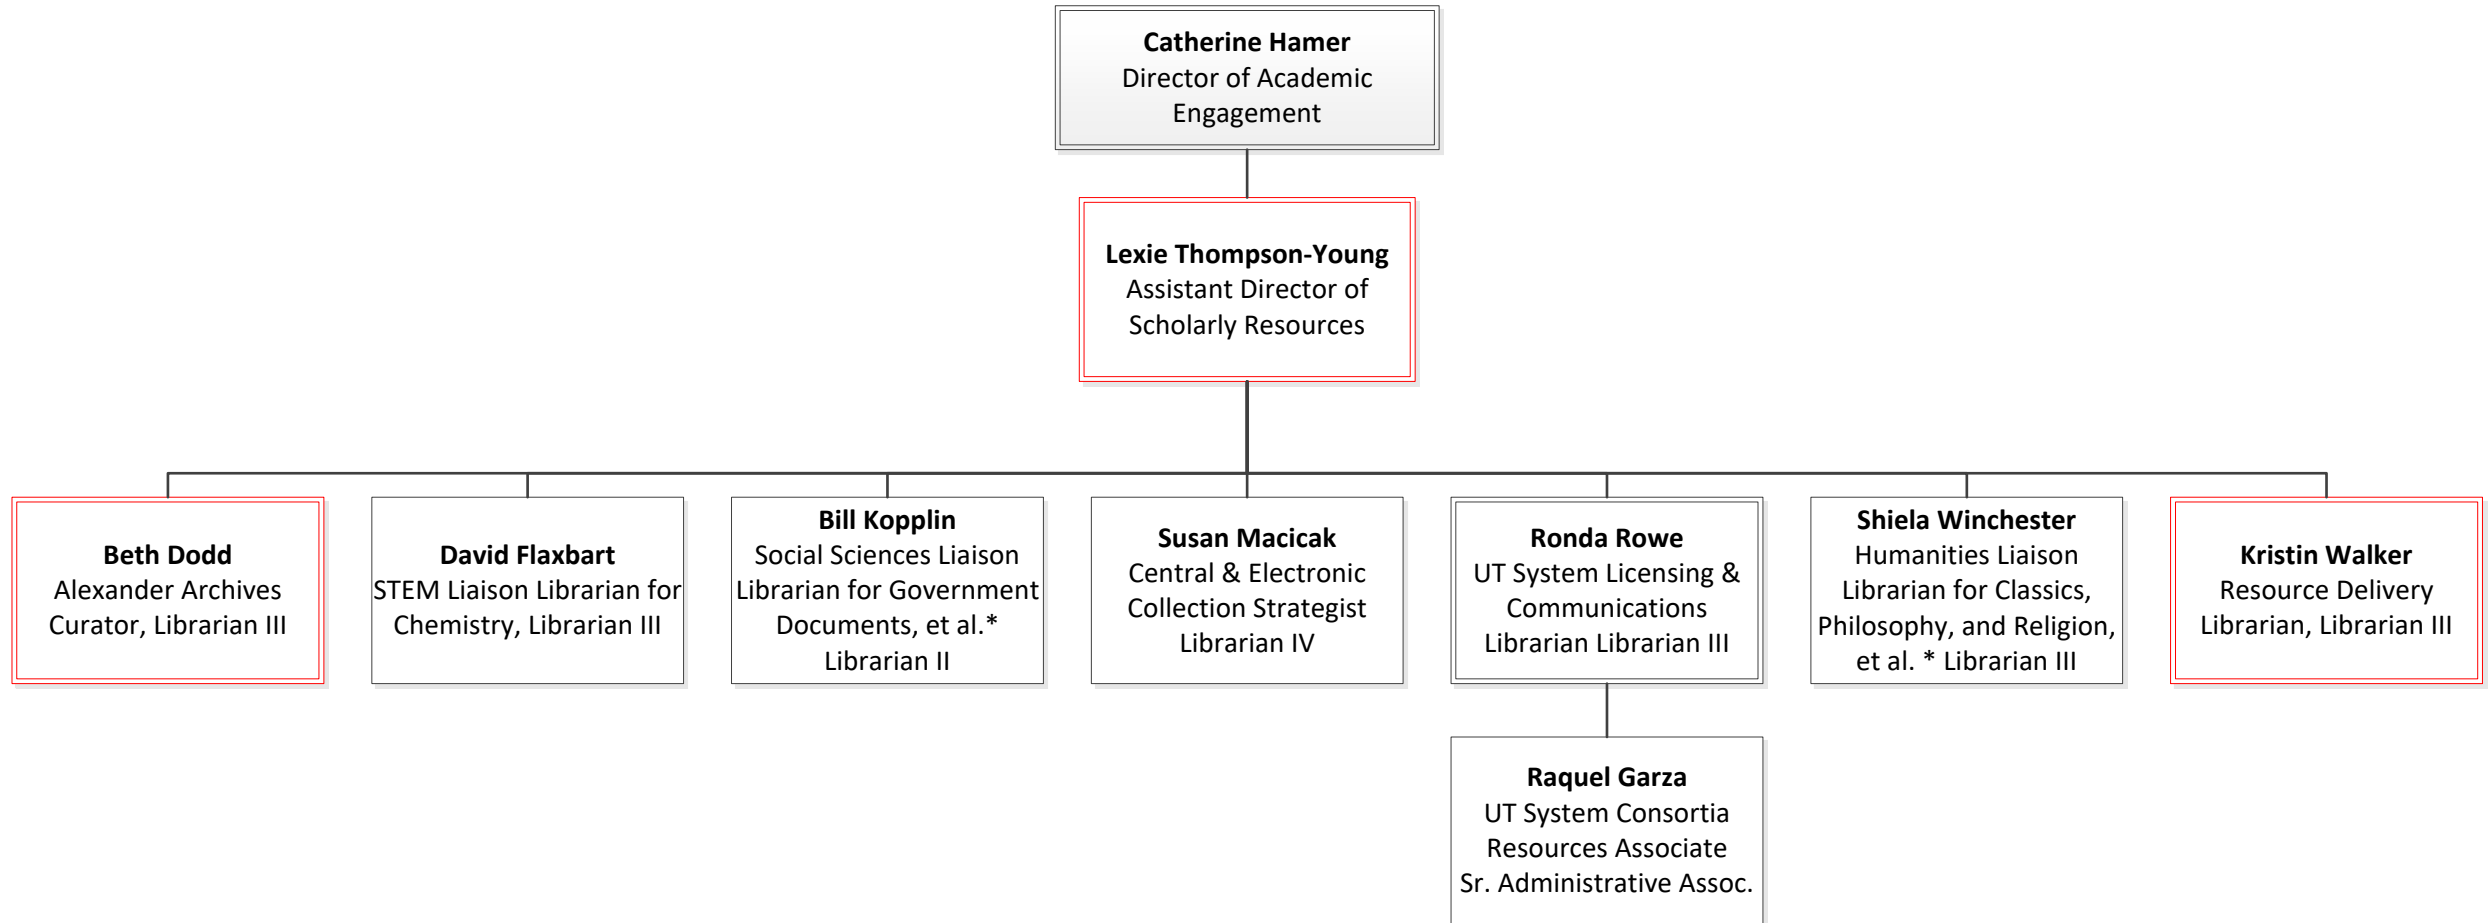 Catherine Hamer
Director of Academic
Engagement
Lexie Thompson-Young
Assistant Director of
Scholarly Resources
Beth Dodd
Alexander Archives
Curator, Librarian III
David Flaxbart
STEM Liaison Librarian for
Chemistry, Librarian III
Bill Kopplin
Social Sciences Liaison
Librarian for Government
Documents, et al.*
Librarian II
Susan Macicak
Central & Electronic
Collection Strategist
Librarian IV
Ronda Rowe
UT System Licensing &
Communications
Librarian Librarian III
Shiela Winchester
Humanities Liaison
Librarian for Classics,
Philosophy, and Religion,
et al. * Librarian III
Kristin Walker
Resource Delivery
Librarian, Librarian III
Raquel Garza
UT System Consortia
Resources Associate
Sr. Administrative Assoc.